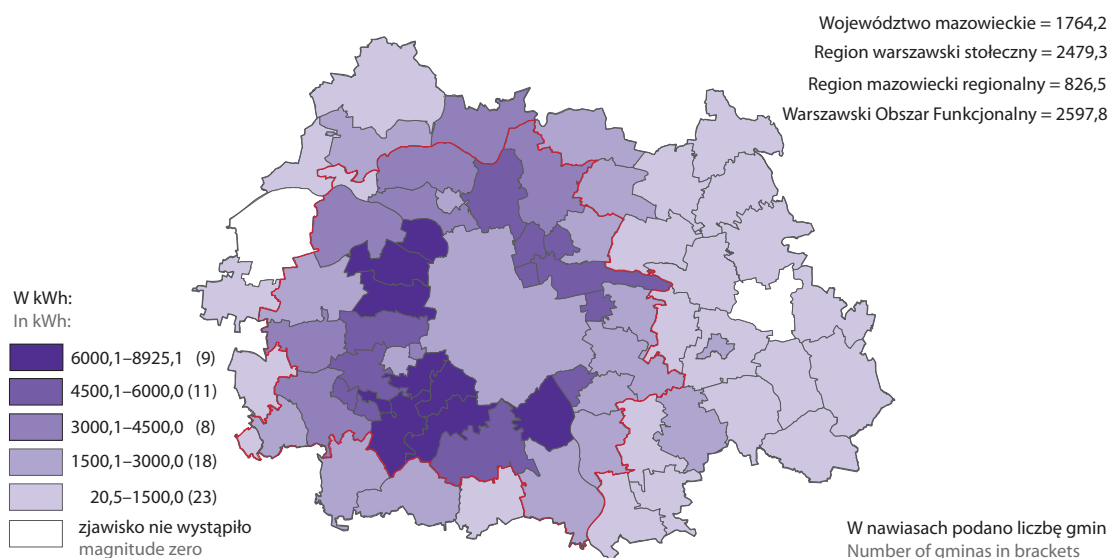 Województwo mazowieckie = 1764,2
Region warszawski stołeczny = 2479,3
Region mazowiecki regionalny = 826,5
Warszawski Obszar Funkcjonalny = 2597,8
W kWh:
In kWh:
6000,1–8925,1 (9)
4500,1–6000,0 (11)
3000,1–4500,0 (8)
1500,1–3000,0 (18)
20,5–1500,0 (23)
zjawisko nie wystąpiło
magnitude zero
W nawiasach podano liczbę gmin
Number of gminas in brackets